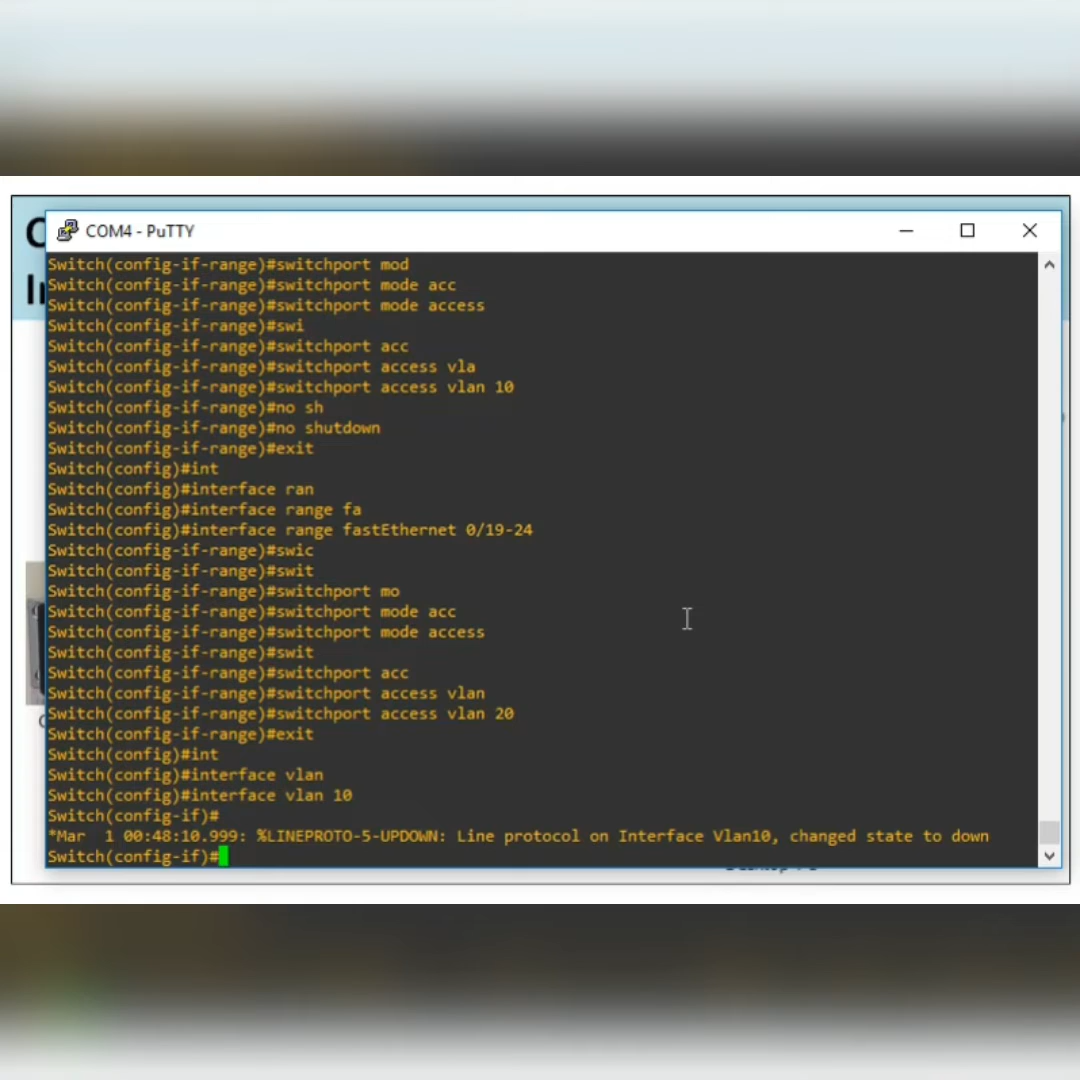 COM4 - PuTTY
Switch(config-if-range)#switchport mod
Switch(config-if-range)#switchport mode acc
Switch(config-if-range)#switchport mode access
Switch(config-if-range)#swi
Switch(config-if-range)#switchport acc
Switch(config-if-range)#switchport access vla
Switch(config-if-range)#switchport access vlan 10
Switch(config-if-range)#no sh
Switch(config-if-range)#no shutdown
Switch(config-if-range)#exit
Switch(config)#int
Switch(config)#interface ran
Switch(config)#interface range fa
Switch(config)#interface range fastEthernet 0/19-24
Switch(config-if-range)#swic
Switch(config-if-range)#swit
Switch(config-if-range)#switchport mo
Switch(config-if-range)#switchport mode acc
Switch(config-if-range)#switchport mode access
Switch(config-if-range)#swit
Switch(config-if-range)#switchport acc
Switch(config-if-range)#switchport access vlan
Switch(config-if-range)#switchport access vlan 20
Switch(config-if-range)#exit
Switch(config)#int
Switch(config)#interface vlan
Switch(config)#interface vlan 10
Switch(config-if)#
*Mar  1 00:48:10.999: %LINEPROTO-5-UPDOWN: Line protocol on Interface Vlan10, changed state to down
Switch(config-if)#